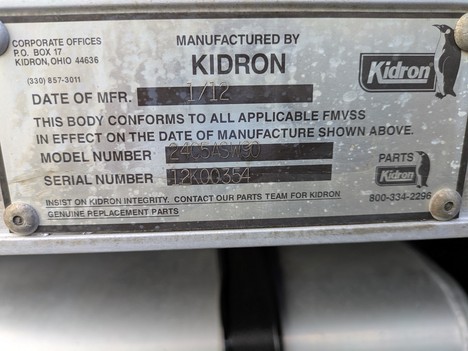 CORPORATE OFFICES
P.O. BOX 17
KIDRON, OHIO 44636
(330) 857-3011
MANUFACTURED BY
KIDRON
Kidron
DATE OF MFR. 1/12
THIS BODY CONFORMS TO ALL APPLICABLE FMVSS
IN EFFECT ON THE DATE OF MANUFACTURE SHOWN ABOVE.
MODEL NUMBER
SERIAL NUMBER 12K00354
PARTS
Kidron
800-334-2296
INSIST ON KIDRON INTEGRITY. CONTACT OUR PARTS TEAM FOR KIDRON
GENUINE REPLACEMENT PARTS